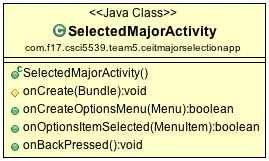 <<Java Class>>
SelectedMajorActivity
com.f17.csci5539.team5.ceitmajorselectionapp
SelectedMajorActivity()
onCreate(Bundle):void
onCreateOptionsMenu(Menu):boolean
onOptionsItemSelected(MenuItem):boolean
onBackPressed():void